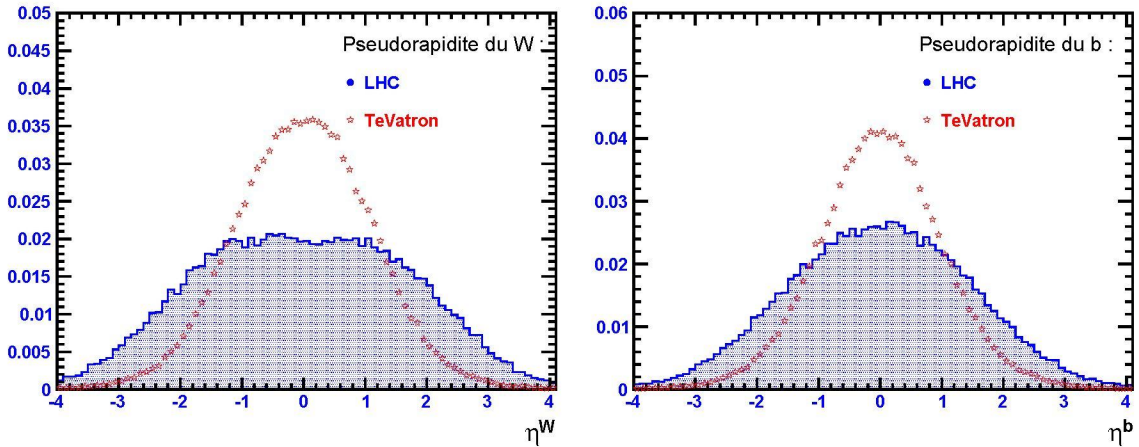 0.05
0.045
0.04
0.035
0.03
0.025
0.02
0.015
0.01
0.005
0
Pseudorapidite du W :
LHC
TeVatron
-4 -3 -2 -1 0 1 2 3 4
ηW
0.06
0.05
0.04
0.03
0.02
0.01
0
Pseudorapidite du b :
LHC
TeVatron
-4 -3 -2 -1 0 1 2 3 4
ηb